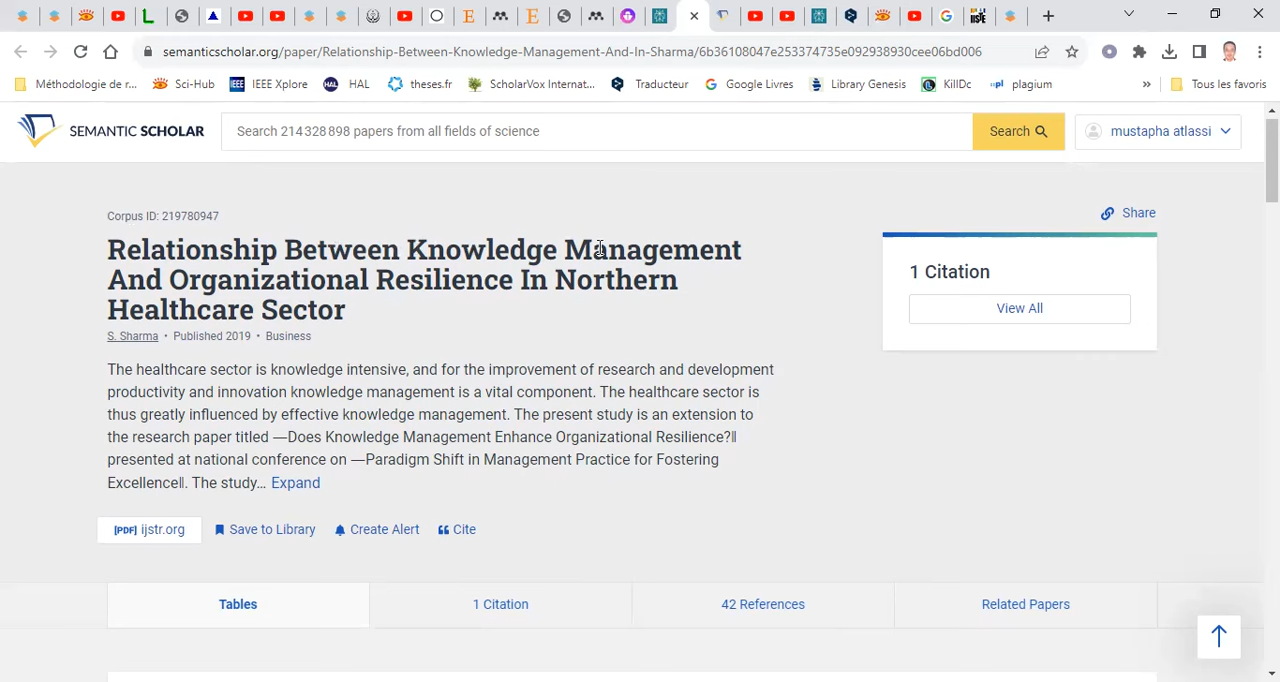 semanticscholar.org/paper/Relationship-Between-Knowledge-Management-And-In-Sharma/6b36108047e253374735e092938930cee06bd006
Méthodologie de r... Sci-Hub IEEE Xplore HAL theses.fr ScholarVox Internat... Traducteur Google Livres Library Genesis KillDc plagium » Tous les favoris
SEMANTIC SCHOLAR Search 214 328 898 papers from all fields of science Search mustapha atlassi
Corpus ID: 219780947
Share
Relationship Between Knowledge Management
And Organizational Resilience In Northern
Healthcare Sector
S. Sharma • Published 2019 • Business
1 Citation
View All
The healthcare sector is knowledge intensive, and for the improvement of research and development
productivity and innovation knowledge management is a vital component. The healthcare sector is
thus greatly influenced by effective knowledge management. The present study is an extension to
the research paper titled ―Does Knowledge Management Enhance Organizational Resilience?‖
presented at national conference on ―Paradigm Shift in Management Practice for Fostering
Excellence‖. The study… Expand
[PDF] ijstr.org Save to Library Create Alert Cite
Tables 1 Citation 42 References Related Papers